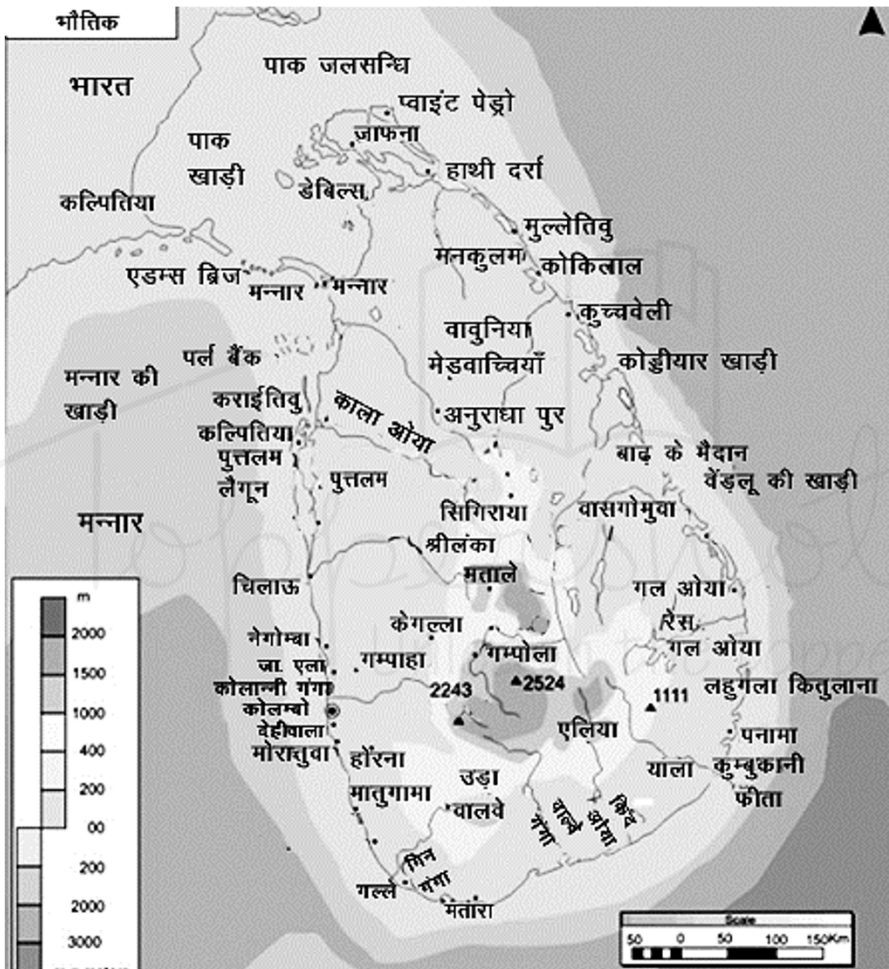 भौतिक
भारत
पाक जलसन्धि
प्वाइंट पेड्रो
जाफना
पाक
खाड़ी
हाथी दर्रा
डेबिल्स
कल्पितिया
मुल्लेतिवु
मनकुलम
कोकिलाल
एडम्स ब्रिज
मन्नार
मन्नार
कुच्चवेली
वावुनिया
पर्ल बैंक
मेडवाच्चियाँ
कोड्डीयार खाड़ी
मन्नार की
खाड़ी
कराईतिवु
काला ओया
अनुराधा पुर
कल्पितिया
पुत्तलम
लैगून
पुत्तलम
बाढ़ के मैदान
वेंड्लू की खाड़ी
सिगिराया
वासगोमुवा
मन्नार
श्रीलंका
मताले
चिलाऊ
गल ओया
केगल्ला
रेस
नेगोम्बा
गम्पोला
गल ओया
जा. एला
गम्पाहा
कोलान्नी गंगा
2243
2524
1111
लहुगला कितुलाना
कोलम्बो
देहीवाला
मोरातुवा
एलिया
पनामा
होंरना
याला
कुम्बुकानी
उड़ा
वालवे
मातुगामा
फीता
गंगा
वाल्वे
ओया
किंद
गिन
गंगा
गल्ले
मतारा
m
2000
1500
1000
400
200
00
200
2000
3000
Scale
50 0 50 100 150Km